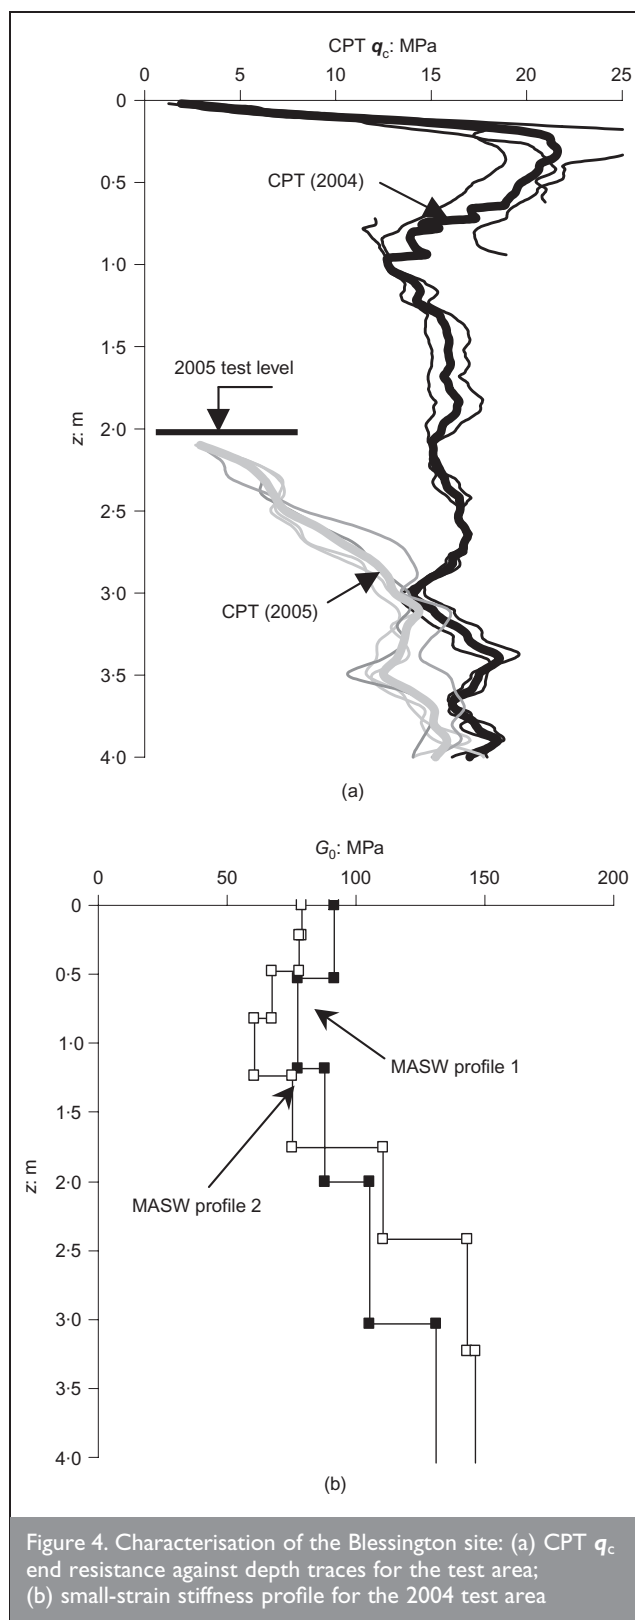 CPT qc: MPa
0 5 10 15 20 25
0
0·5
CPT (2004)
1·0
1·5
2005 test level
z: m
2·0
2·5
3·0
CPT (2005)
3·5
4·0
(a)
G0: MPa
0 50 100 150 200
0
0·5
1·0
MASW profile 1
1·5
z: m
2·0
MASW profile 2
2·5
3·0
3·5
4·0
(b)
Figure 4. Characterisation of the Blessington site: (a) CPT qc
end resistance against depth traces for the test area;
(b) small-strain stiffness profile for the 2004 test area